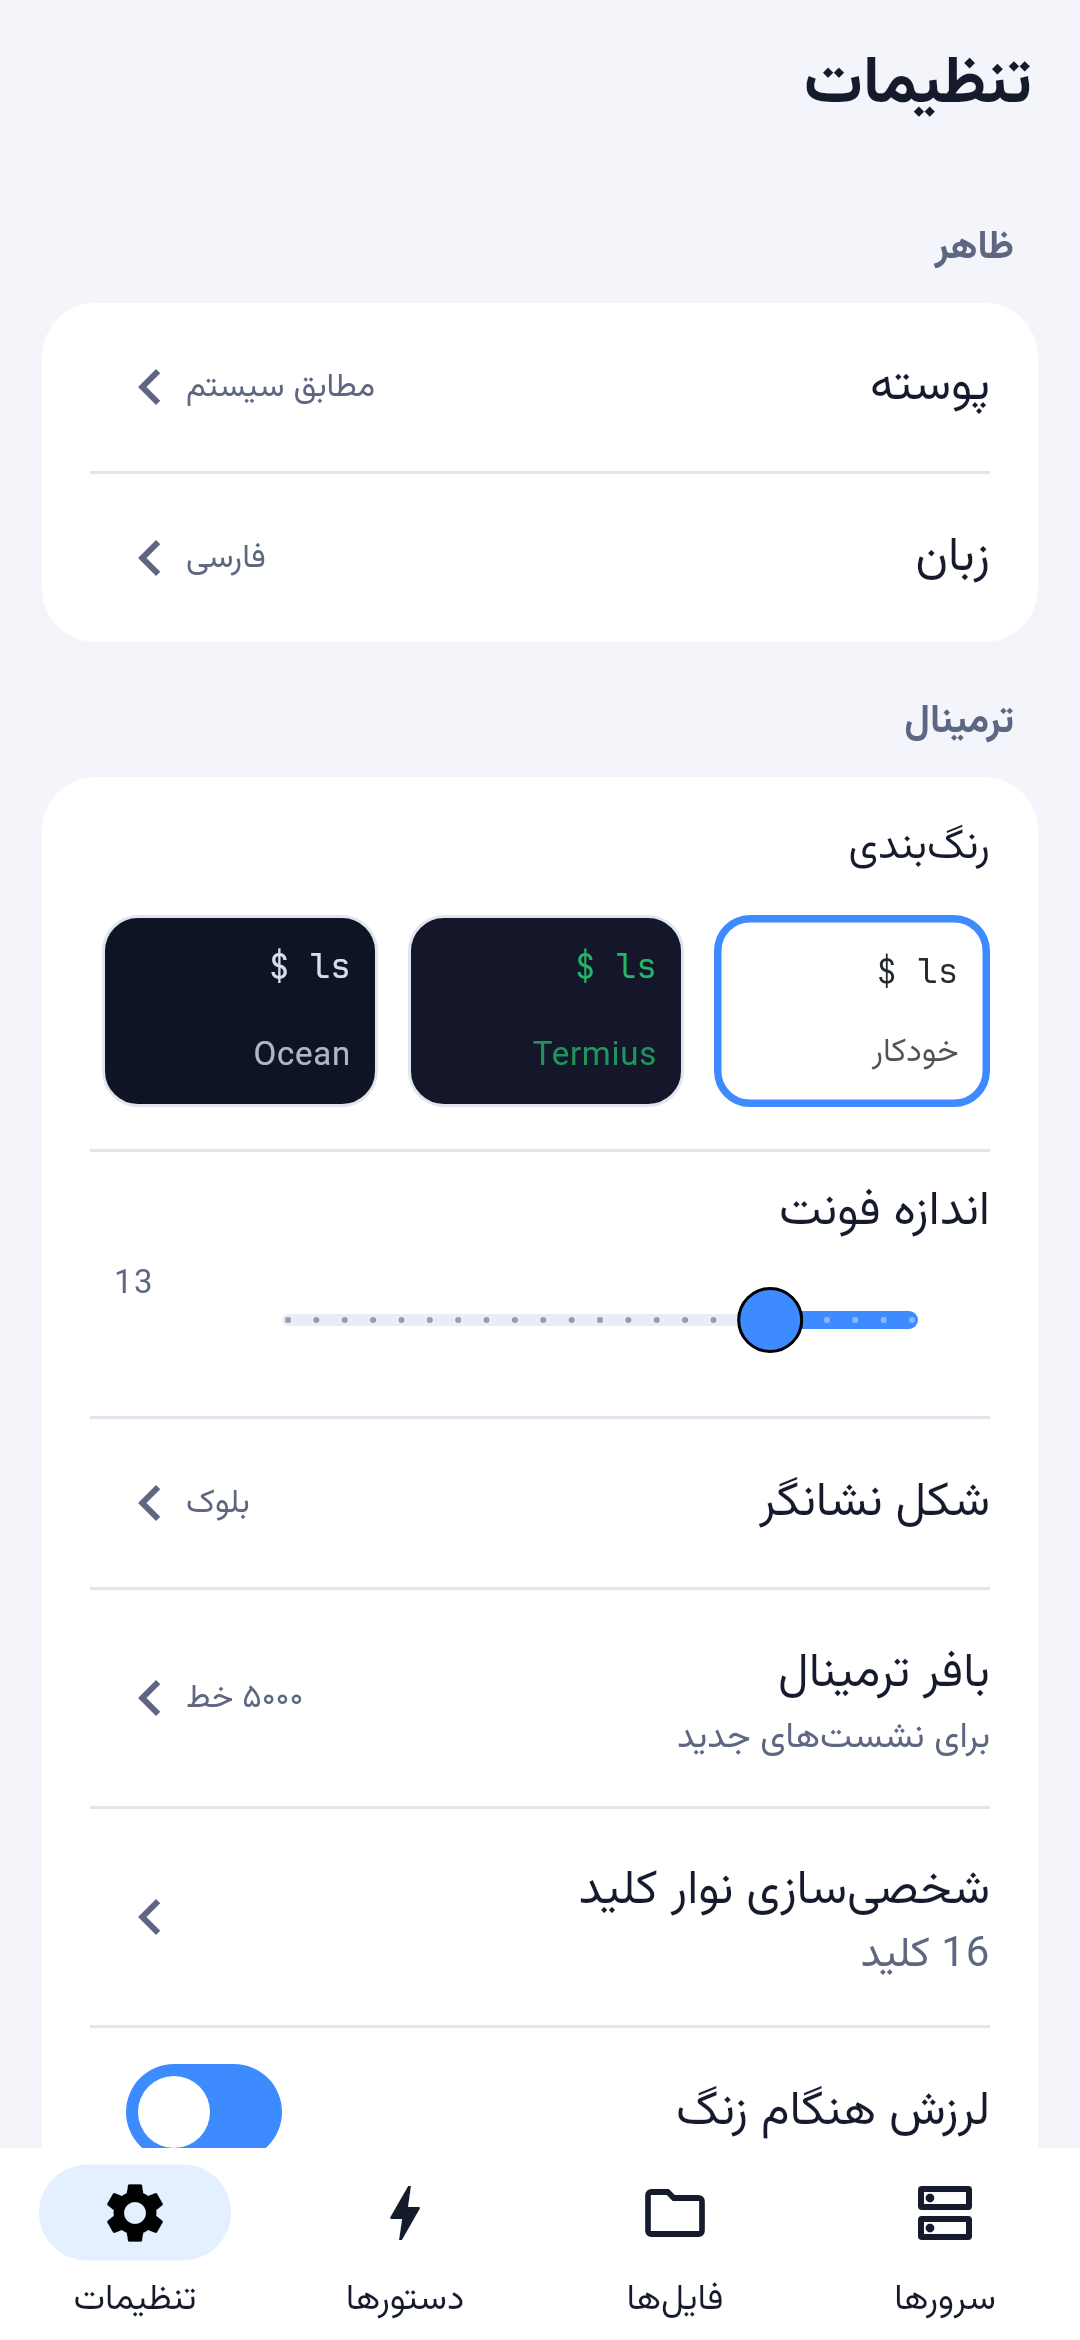 تنظیمات
ظاهر
پوسته
مطابق سیستم
زبان
فارسی
ترمینال
رنگ‌بندی
$ ls
$ ls
$ ls
خودکار
Termius
Ocean
اندازه فونت
13
شکل نشانگر
بلوک
بافر ترمینال
برای نشست‌های جدید
۵۰۰۰ خط
شخصی‌سازی نوار کلید
16 کلید
لرزش هنگام زنگ
سرورها
فایل‌ها
دستورها
تنظیمات